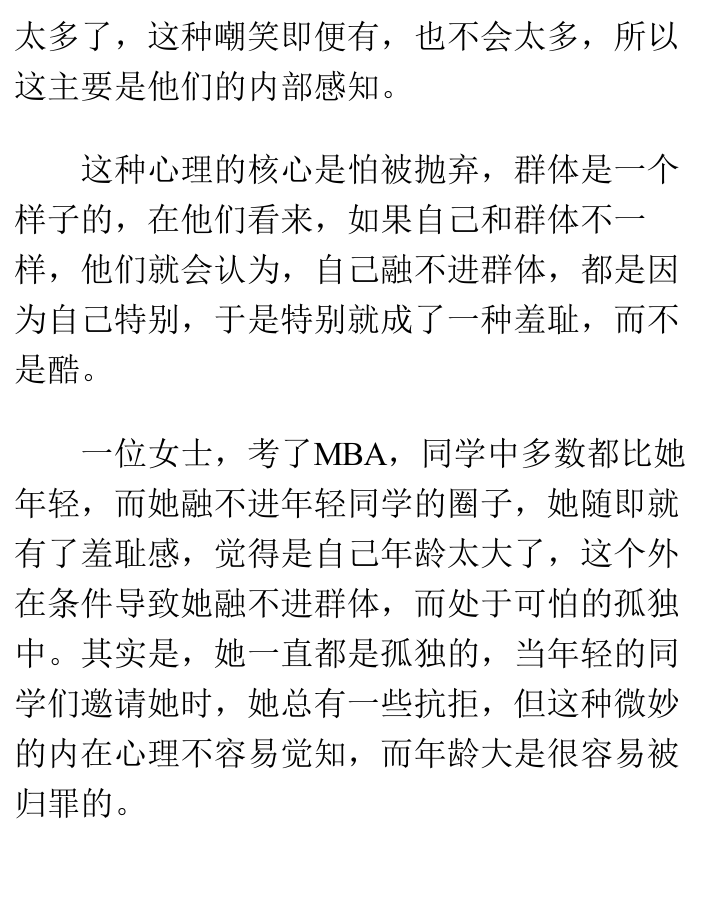 太多了，这种嘲笑即便有，也不会太多，所以
这主要是他们的内部感知。
这种心理的核心是怕被抛弃，群体是一个
样子的，在他们看来，如果自己和群体不一
样，他们就会认为，自己融不进群体，都是因
为自己特别，于是特别就成了一种羞耻，而不
是酷。
一位女士，考了MBA，同学中多数都比她
年轻，而她融不进年轻同学的圈子，她随即就
有了羞耻感，觉得是自己年龄太大了，这个外
在条件导致她融不进群体，而处于可怕的孤独
中。其实是，她一直都是孤独的，当年轻的同
学们邀请她时，她总有一些抗拒，但这种微妙
的内在心理不容易觉知，而年龄大是很容易被
归罪的。